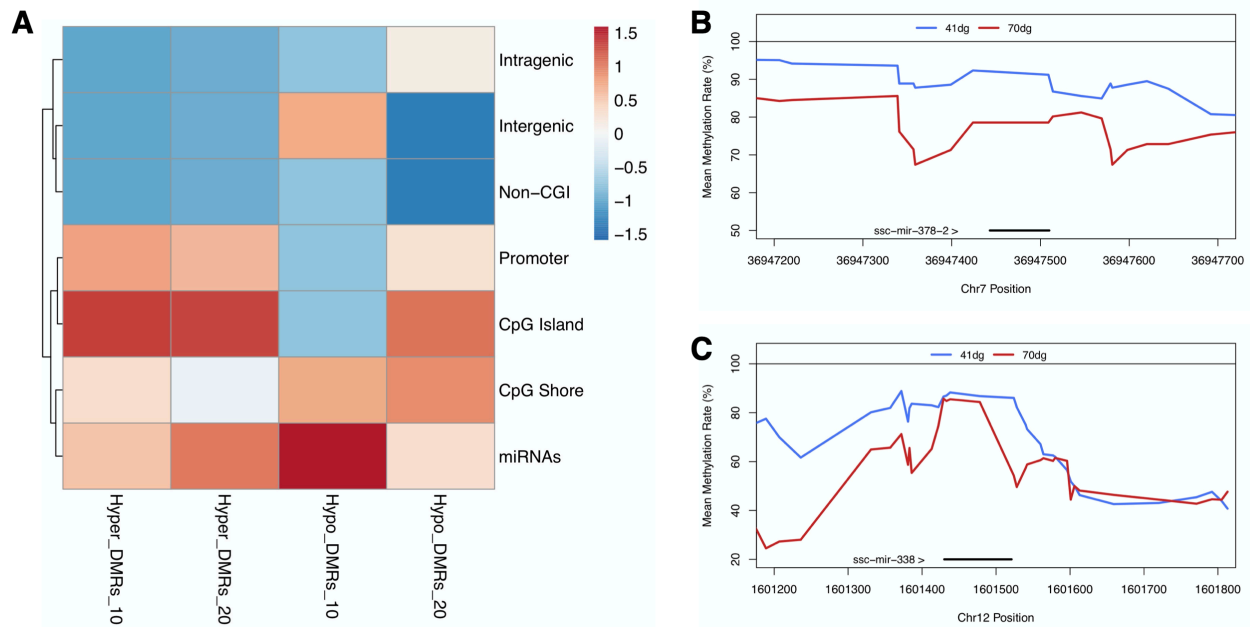 A
1.5
1
0.5
0
−0.5
−1
−1.5
Intragenic
Intergenic
Non−CGI
Promoter
CpG Island
CpG Shore
miRNAs
Hyper_DMRs_10
Hyper_DMRs_20
Hypo_DMRs_10
Hypo_DMRs_20
B
41dg 70dg
Mean Methylation Rate (%)
100
90
80
70
60
50
ssc−mir−378−2 >
36947200 36947300 36947400 36947500 36947600 36947700
Chr7 Position
C
41dg 70dg
Mean Methylation Rate (%)
100
80
60
40
20
ssc−mir−338 >
1601200 1601300 1601400 1601500 1601600 1601700 1601800
Chr12 Position